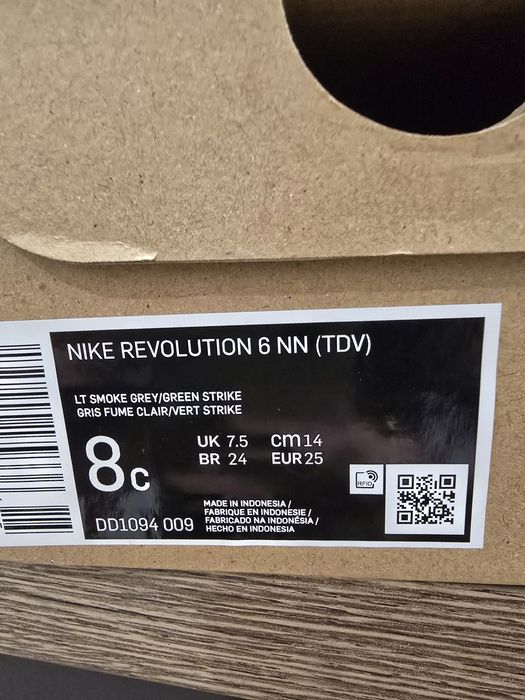 NIKE REVOLUTION 6 NN (TDV)
LT SMOKE GREY/GREEN STRIKE
GRIS FUME CLAIR/VERT STRIKE
8C
UK 7.5 cm 14
BR 24 EUR 25
DD1094 009
MADE IN INDONESIA /
FABRIQUE EN INDONESIE /
FABRICADO NA INDONÉSIA /
HECHO EN INDONESIA
RFID